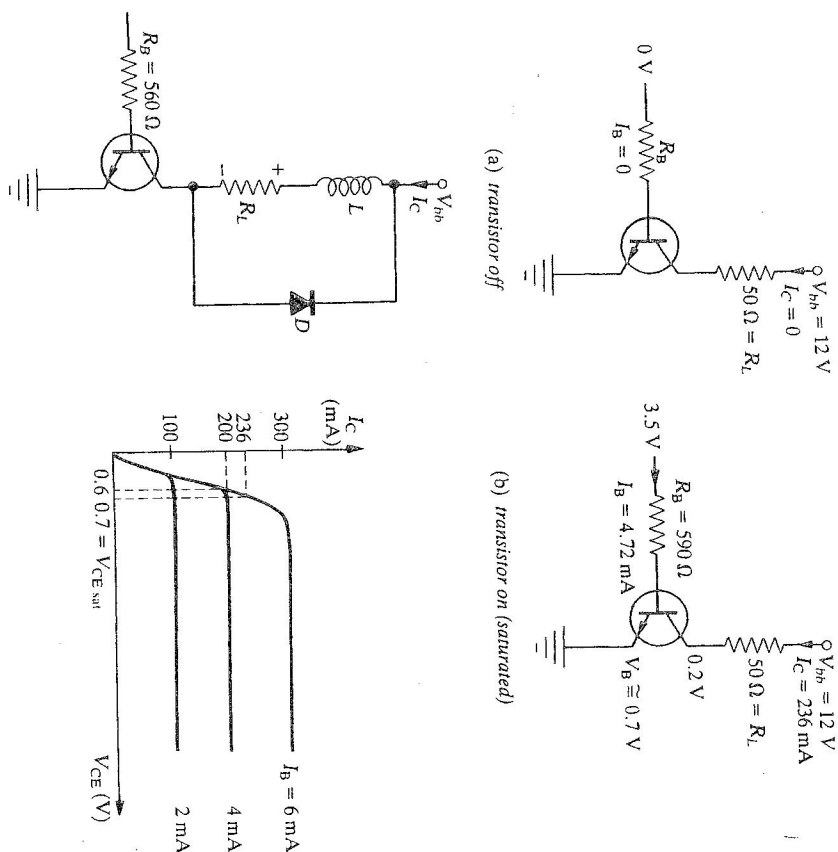 V_bb = 12 V
I_C = 0
50 Ω = R_L
0 V
R_B
I_B = 0
(a) transistor off
V_bb = 12 V
I_C = 236 mA
50 Ω = R_L
0.2 V
V_B ≅ 0.7 V
3.5 V
R_B = 590 Ω
I_B = 4.72 mA
(b) transistor on (saturated)
V_bb
I_C
L
+
R_L
-
D
R_B = 560 Ω
I_C
(mA)
300
236
200
100
0.6 0.7 = V_CE sat
V_CE (V)
I_B = 6 mA
4 mA
2 mA